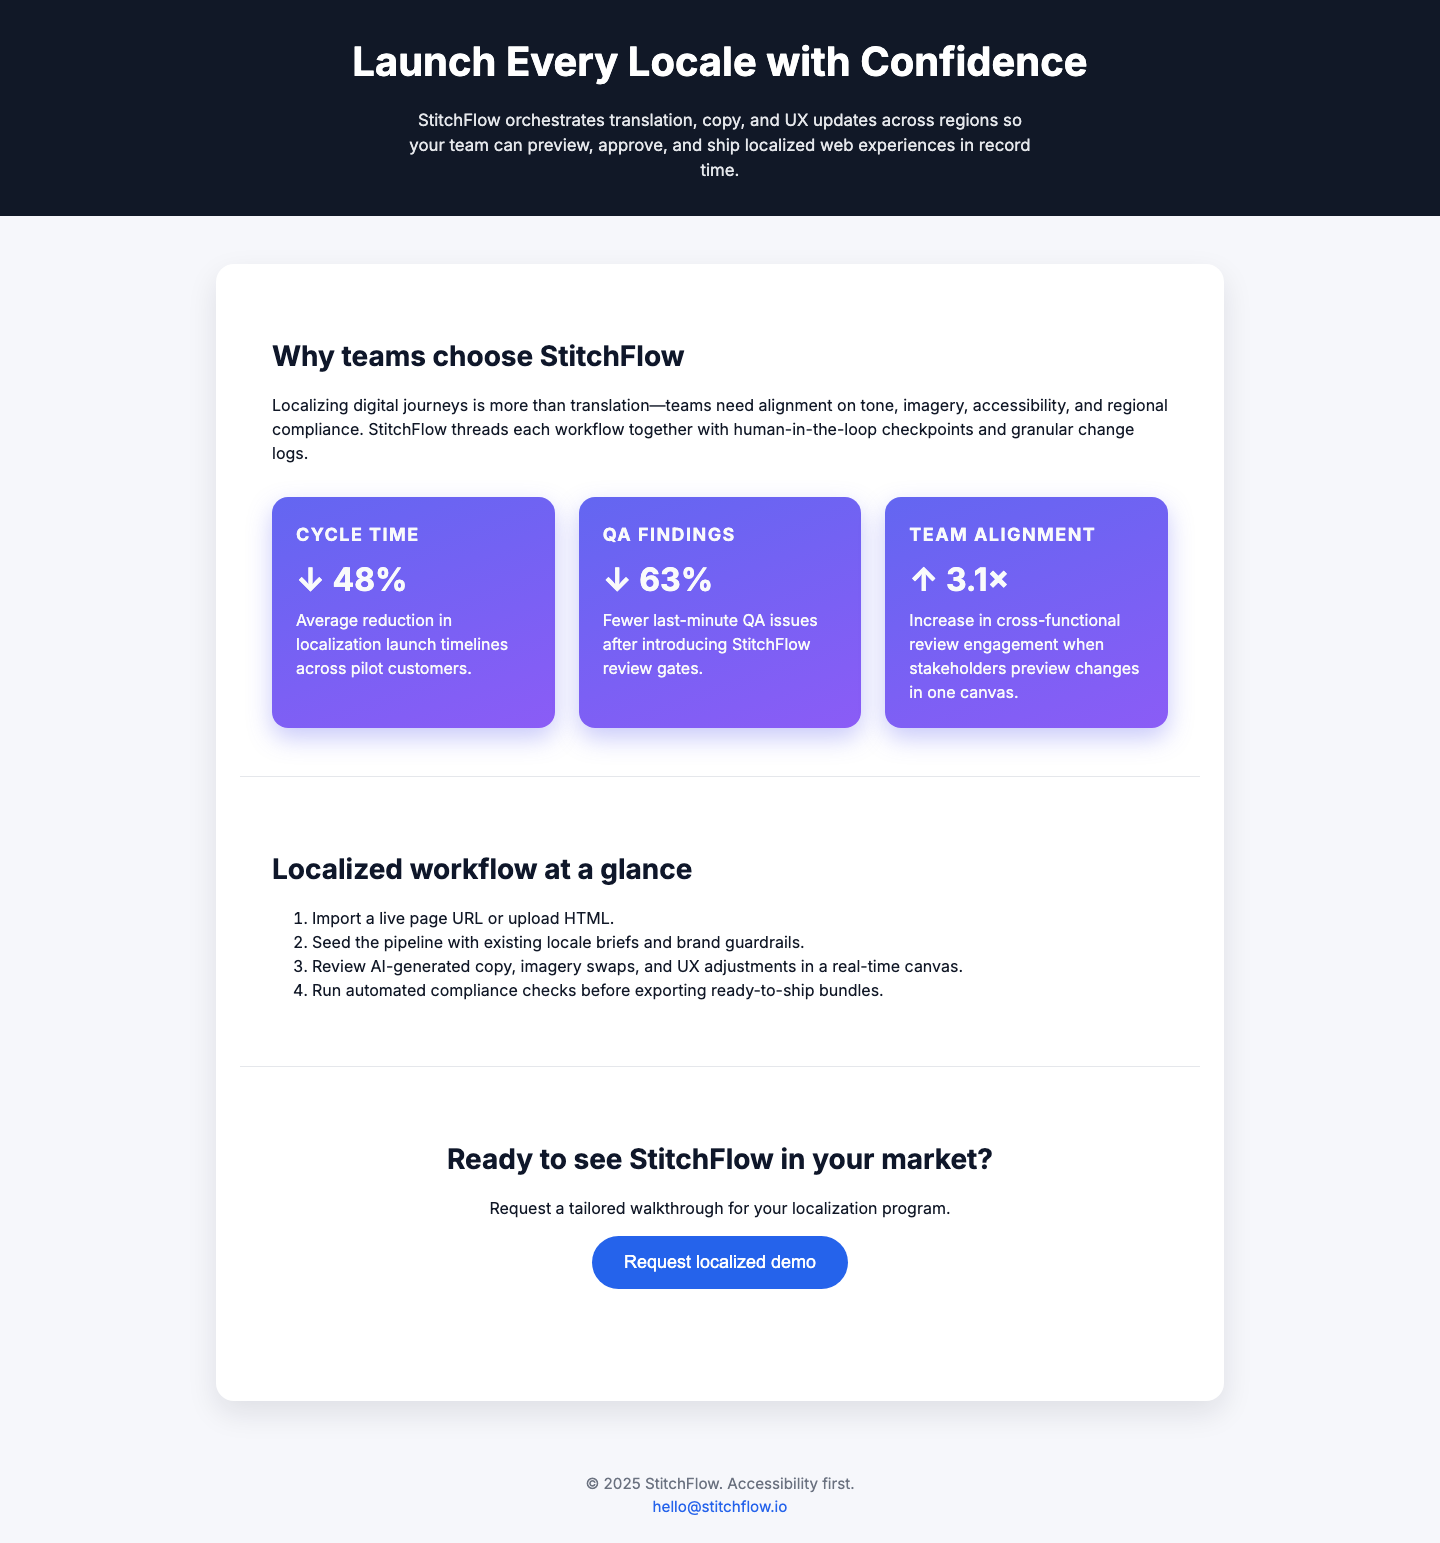 Launch Every Locale with Confidence
StitchFlow orchestrates translation, copy, and UX updates across regions so
your team can preview, approve, and ship localized web experiences in record
time.
Why teams choose StitchFlow
Localizing digital journeys is more than translation—teams need alignment on tone, imagery, accessibility, and regional
compliance. StitchFlow threads each workflow together with human-in-the-loop checkpoints and granular change
logs.
CYCLE TIME
↓ 48%
Average reduction in
localization launch timelines
across pilot customers.
QA FINDINGS
↓ 63%
Fewer last-minute QA issues
after introducing StitchFlow
review gates.
TEAM ALIGNMENT
↑ 3.1×
Increase in cross-functional
review engagement when
stakeholders preview changes
in one canvas.
Localized workflow at a glance
1. Import a live page URL or upload HTML.
2. Seed the pipeline with existing locale briefs and brand guardrails.
3. Review AI-generated copy, imagery swaps, and UX adjustments in a real-time canvas.
4. Run automated compliance checks before exporting ready-to-ship bundles.
Ready to see StitchFlow in your market?
Request a tailored walkthrough for your localization program.
Request localized demo
© 2025 StitchFlow. Accessibility first.
hello@stitchflow.io